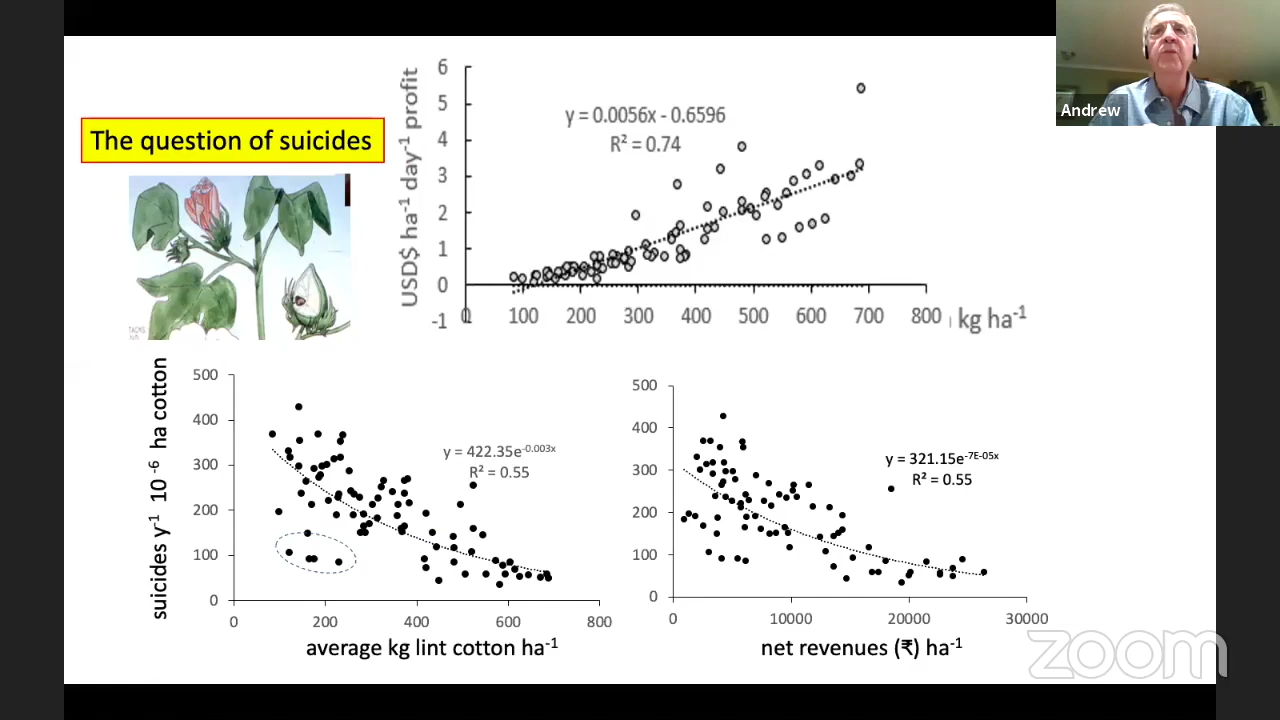 Andrew
The question of suicides
USD$ ha⁻¹ day⁻¹ profit
6
5
4
3
2
1
0
-1
y = 0.0056x - 0.6596
R² = 0.74
0 100 200 300 400 500 600 700 800 kg ha⁻¹
suicides y⁻¹ 10⁻⁶ ha cotton
500
400
300
200
100
0
y = 422.35e^-0.003x
R² = 0.55
0 200 400 600 800
average kg lint cotton ha⁻¹
500
400
300
200
100
0
y = 321.15e^-7E-05x
R² = 0.55
0 10000 20000 30000
net revenues (₹) ha⁻¹
zoom